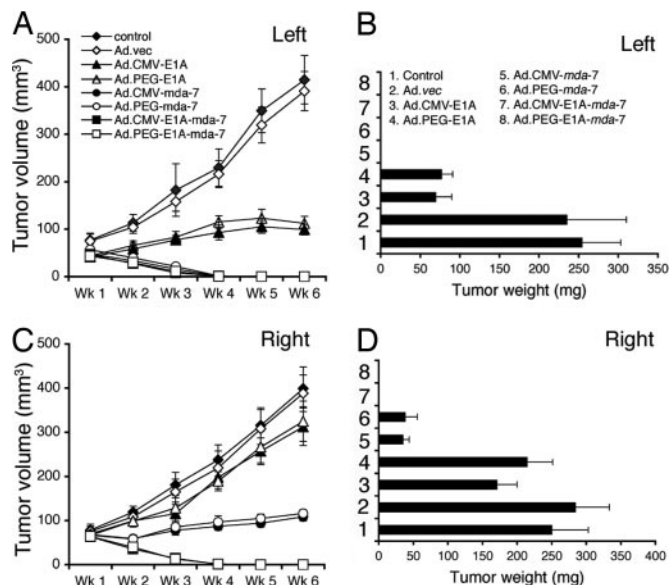 A
Left
Tumor volume (mm³)
500
400
300
200
100
0
control
Ad.vec
Ad.CMV-E1A
Ad.PEG-E1A
Ad.CMV-mda-7
Ad.PEG-mda-7
Ad.CMV-E1A-mda-7
Ad.PEG-E1A-mda-7
Wk 1 Wk 2 Wk 3 Wk 4 Wk 5 Wk 6
B
Left
1. Control
2. Ad.vec
3. Ad.CMV-E1A
4. Ad.PEG-E1A
5. Ad.CMV-mda-7
6. Ad.PEG-mda-7
7. Ad.CMV-E1A-mda-7
8. Ad.PEG-E1A-mda-7
8
7
6
5
4
3
2
1
0 50 100 150 200 250 300 350
Tumor weight (mg)
C
Right
Tumor volume (mm³)
500
400
300
200
100
0
Wk 1 Wk 2 Wk 3 Wk 4 Wk 5 Wk 6
D
Right
8
7
6
5
4
3
2
1
0 50 100 150 200 250 300 350 400
Tumor weight (mg)